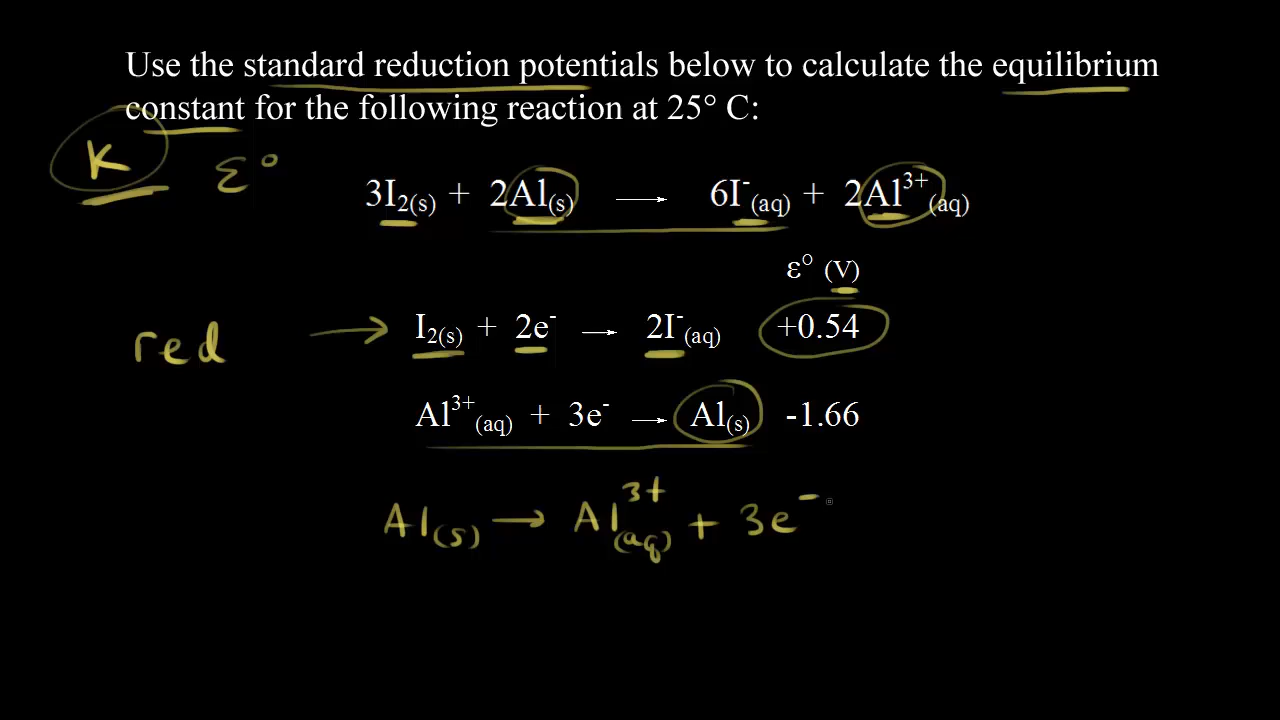 Use the standard reduction potentials below to calculate the equilibrium
constant for the following reaction at 25° C:
K ε°
3I₂(s) + 2Al(s) → 6I⁻(aq) + 2Al³⁺(aq)
ε° (V)
red → I₂(s) + 2e⁻ → 2I⁻(aq) +0.54
Al³⁺(aq) + 3e⁻ → Al(s) -1.66
Al(s) → Al³⁺(aq) + 3e⁻